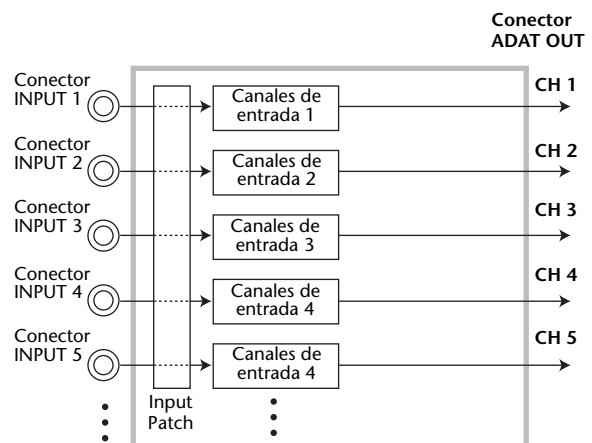 Conector
ADAT OUT
Conector
INPUT 1
Canales de
entrada 1
CH 1
Conector
INPUT 2
Canales de
entrada 2
CH 2
Conector
INPUT 3
Canales de
entrada 3
CH 3
Conector
INPUT 4
Canales de
entrada 4
CH 4
Conector
INPUT 5
Canales de
entrada 4
CH 5
Input
Patch